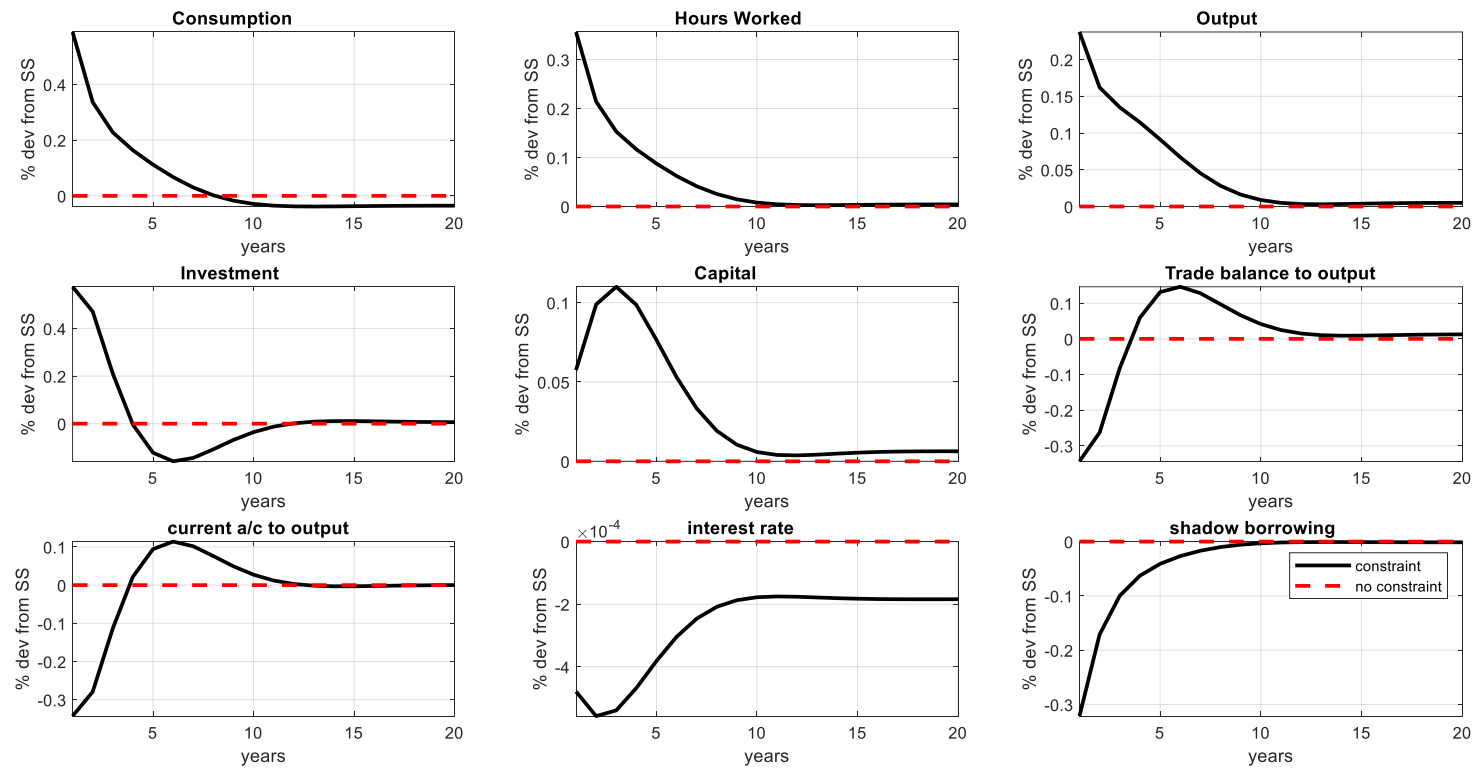 Consumption
Hours Worked
Output
% dev from SS
0.4
0.2
0
5
10
15
20
years
% dev from SS
0.3
0.2
0.1
0
5
10
15
20
years
% dev from SS
0.2
0.15
0.1
0.05
0
5
10
15
20
years
Investment
Capital
Trade balance to output
% dev from SS
0.4
0.2
0
5
10
15
20
years
% dev from SS
0.1
0.05
0
5
10
15
20
years
% dev from SS
0.1
0
-0.1
-0.2
-0.3
5
10
15
20
years
current a/c to output
interest rate
shadow borrowing
% dev from SS
0.1
0
-0.1
-0.2
-0.3
5
10
15
20
years
×10⁻⁴
% dev from SS
0
-2
-4
5
10
15
20
years
% dev from SS
0
-0.1
-0.2
-0.3
5
10
15
20
years
constraint
no constraint